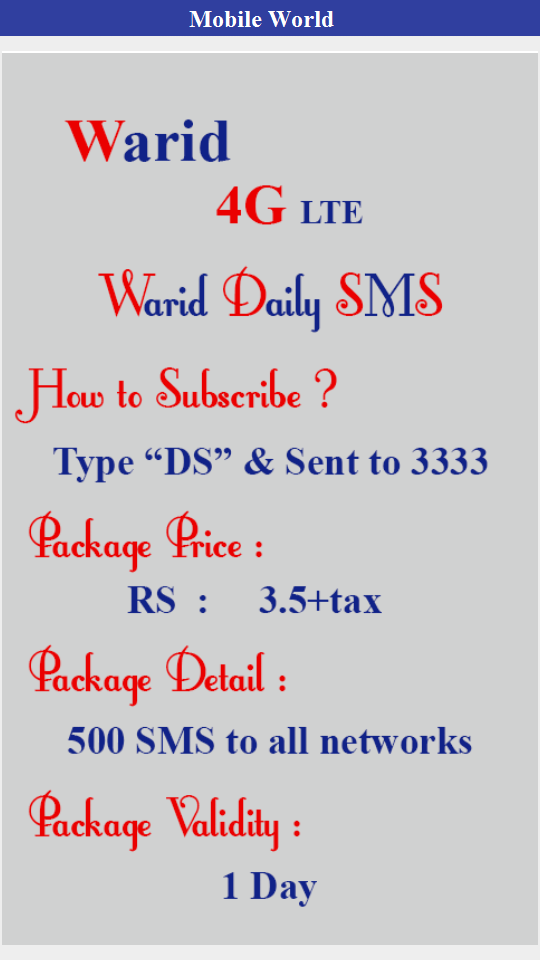 Mobile World
Warid
4G LTE
Warid Daily SMS
How to Subscribe ?
Type “DS” & Sent to 3333
Package Price :
RS : 3.5+tax
Package Detail :
500 SMS to all networks
Package Validity :
1 Day